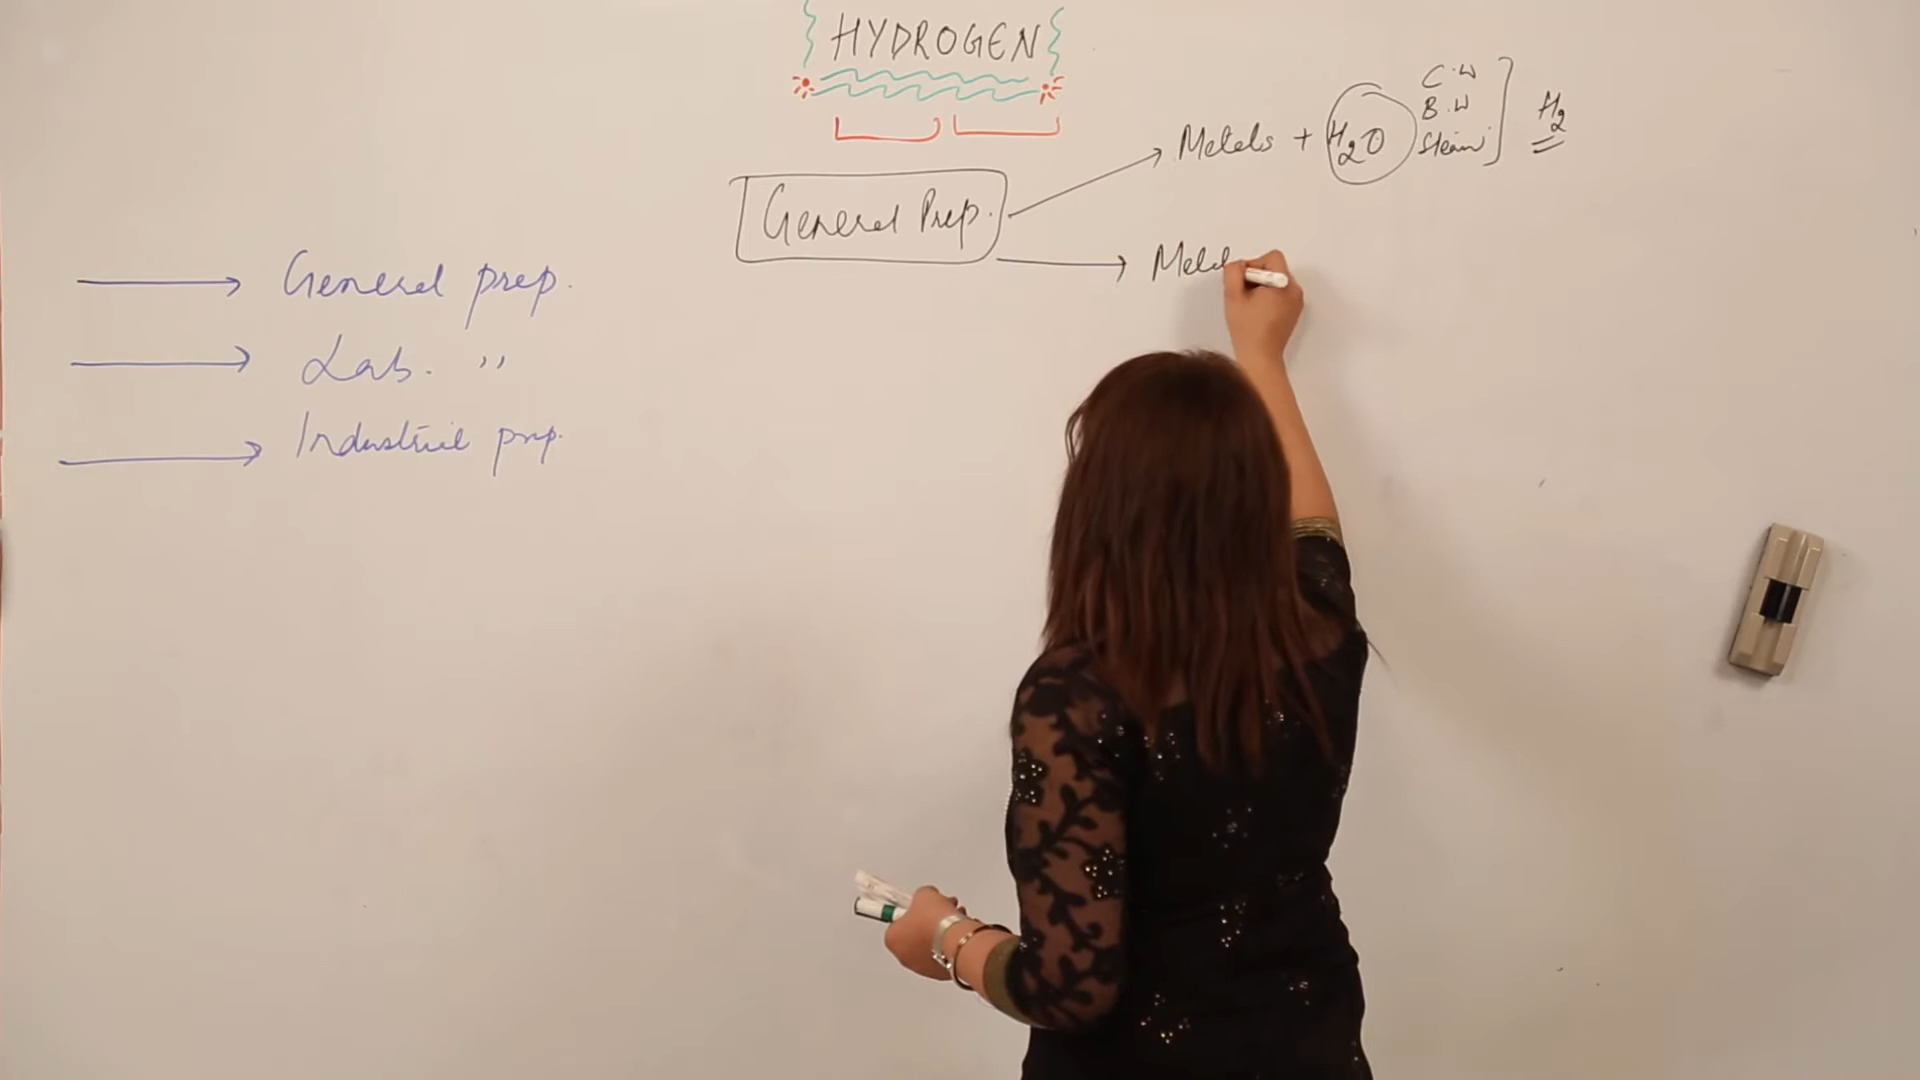 HYDROGEN
General Prep.
Metals + H2O
C.W
B.W
Steam
H2
Metal
General prep.
Lab. "
Industrial prep.